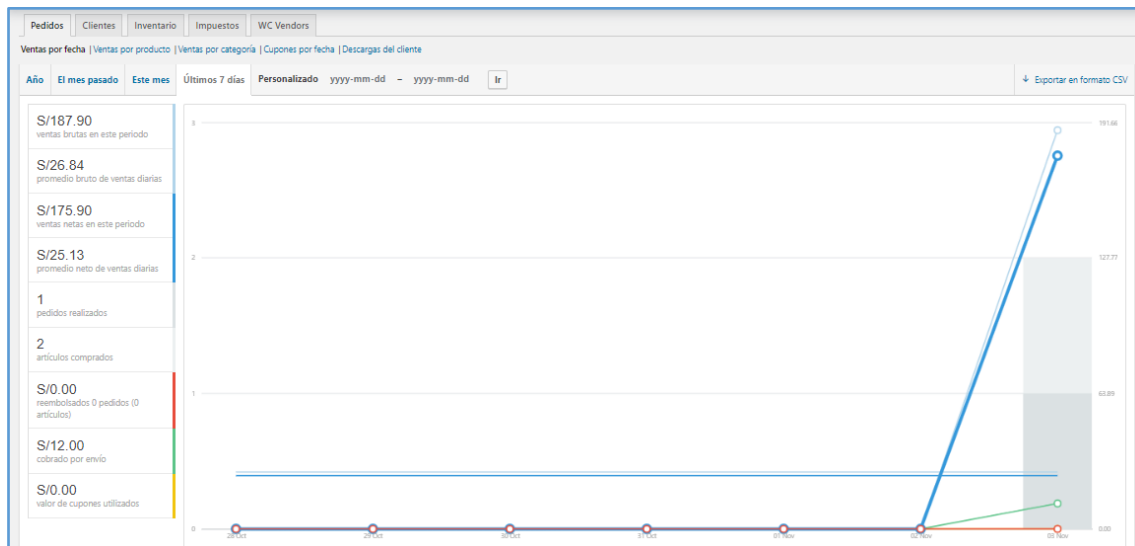 Pedidos Clientes Inventario Impuestos WC Vendors
Ventas por fecha | Ventas por producto | Ventas por categoría | Cupones por fecha | Descargas del cliente
Año El mes pasado Este mes Últimos 7 días Personalizado yyyy-mm-dd – yyyy-mm-dd Ir Exportar en formato CSV
S/187.90
ventas brutas en este periodo
S/26.84
promedio bruto de ventas diarias
S/175.90
ventas netas en este periodo
S/25.13
promedio neto de ventas diarias
1
pedidos realizados
2
artículos comprados
S/0.00
reembolsados 0 pedidos (0
artículos)
S/12.00
cobrado por envío
S/0.00
valor de cupones utilizados
3 191.66
2 127.77
1 63.89
0 0.00
28 Oct 29 Oct 30 Oct 31 Oct 01 Nov 02 Nov 03 Nov